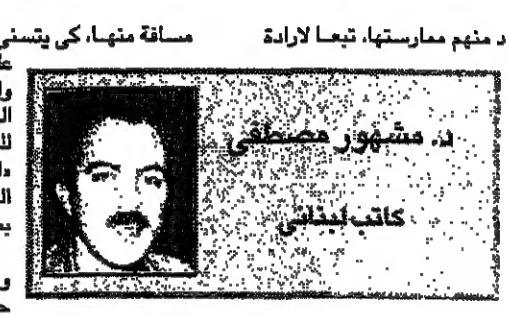 د منهم ممارستها، تبعا لارادة
مسافة منها، كي يتسنى
د. مشهور مصطفى
كاتب لبناني